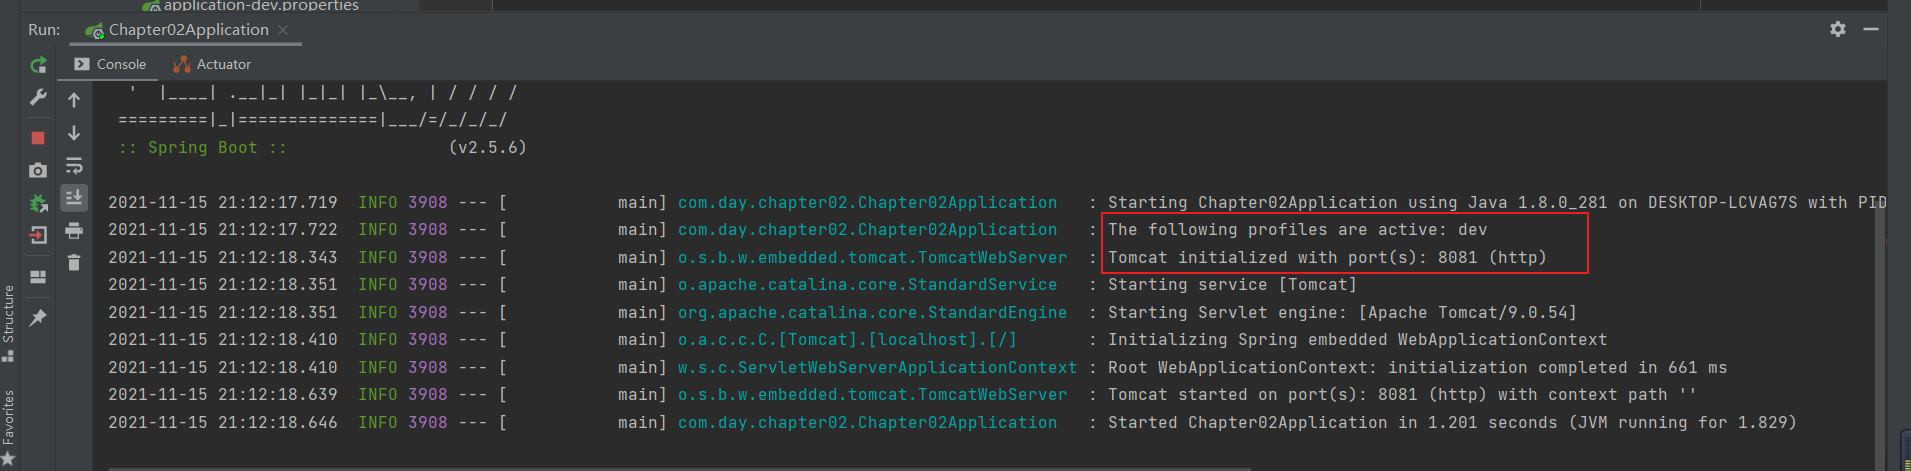 application-dev.properties
Run: Chapter02Application
Console Actuator
'  |____| .__|_| |_|_| |_\__, | / / / /
=========|_|==============|___/=/_/_/_/
:: Spring Boot ::                (v2.5.6)
2021-11-15 21:12:17.719  INFO 3908 --- [           main] com.day.chapter02.Chapter02Application   : Starting Chapter02Application using Java 1.8.0_281 on DESKTOP-LCVAG7S with PID
2021-11-15 21:12:17.722  INFO 3908 --- [           main] com.day.chapter02.Chapter02Application   : The following profiles are active: dev
2021-11-15 21:12:18.343  INFO 3908 --- [           main] o.s.b.w.embedded.tomcat.TomcatWebServer  : Tomcat initialized with port(s): 8081 (http)
2021-11-15 21:12:18.351  INFO 3908 --- [           main] o.apache.catalina.core.StandardService   : Starting service [Tomcat]
2021-11-15 21:12:18.351  INFO 3908 --- [           main] org.apache.catalina.core.StandardEngine  : Starting Servlet engine: [Apache Tomcat/9.0.54]
2021-11-15 21:12:18.410  INFO 3908 --- [           main] o.a.c.c.C.[Tomcat].[localhost].[/]       : Initializing Spring embedded WebApplicationContext
2021-11-15 21:12:18.410  INFO 3908 --- [           main] w.s.c.ServletWebServerApplicationContext : Root WebApplicationContext: initialization completed in 661 ms
2021-11-15 21:12:18.639  INFO 3908 --- [           main] o.s.b.w.embedded.tomcat.TomcatWebServer  : Tomcat started on port(s): 8081 (http) with context path ''
2021-11-15 21:12:18.646  INFO 3908 --- [           main] com.day.chapter02.Chapter02Application   : Started Chapter02Application in 1.201 seconds (JVM running for 1.829)
Structure
Favorites